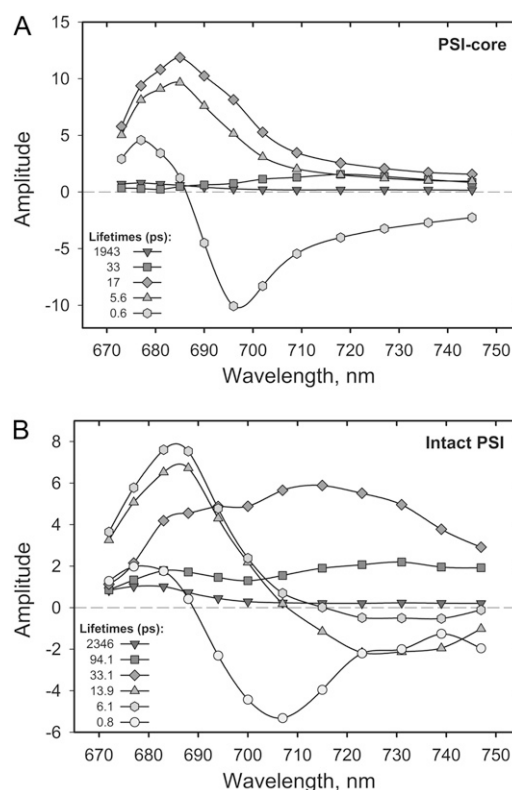 A
PSI-core
15
10
5
0
-5
-10
Amplitude
Lifetimes (ps):
1943
33
17
5.6
0.6
670 680 690 700 710 720 730 740 750
Wavelength, nm
B
Intact PSI
8
6
4
2
0
-2
-4
-6
Amplitude
Lifetimes (ps):
2346
94.1
33.1
13.9
6.1
0.8
670 680 690 700 710 720 730 740 750
Wavelength, nm